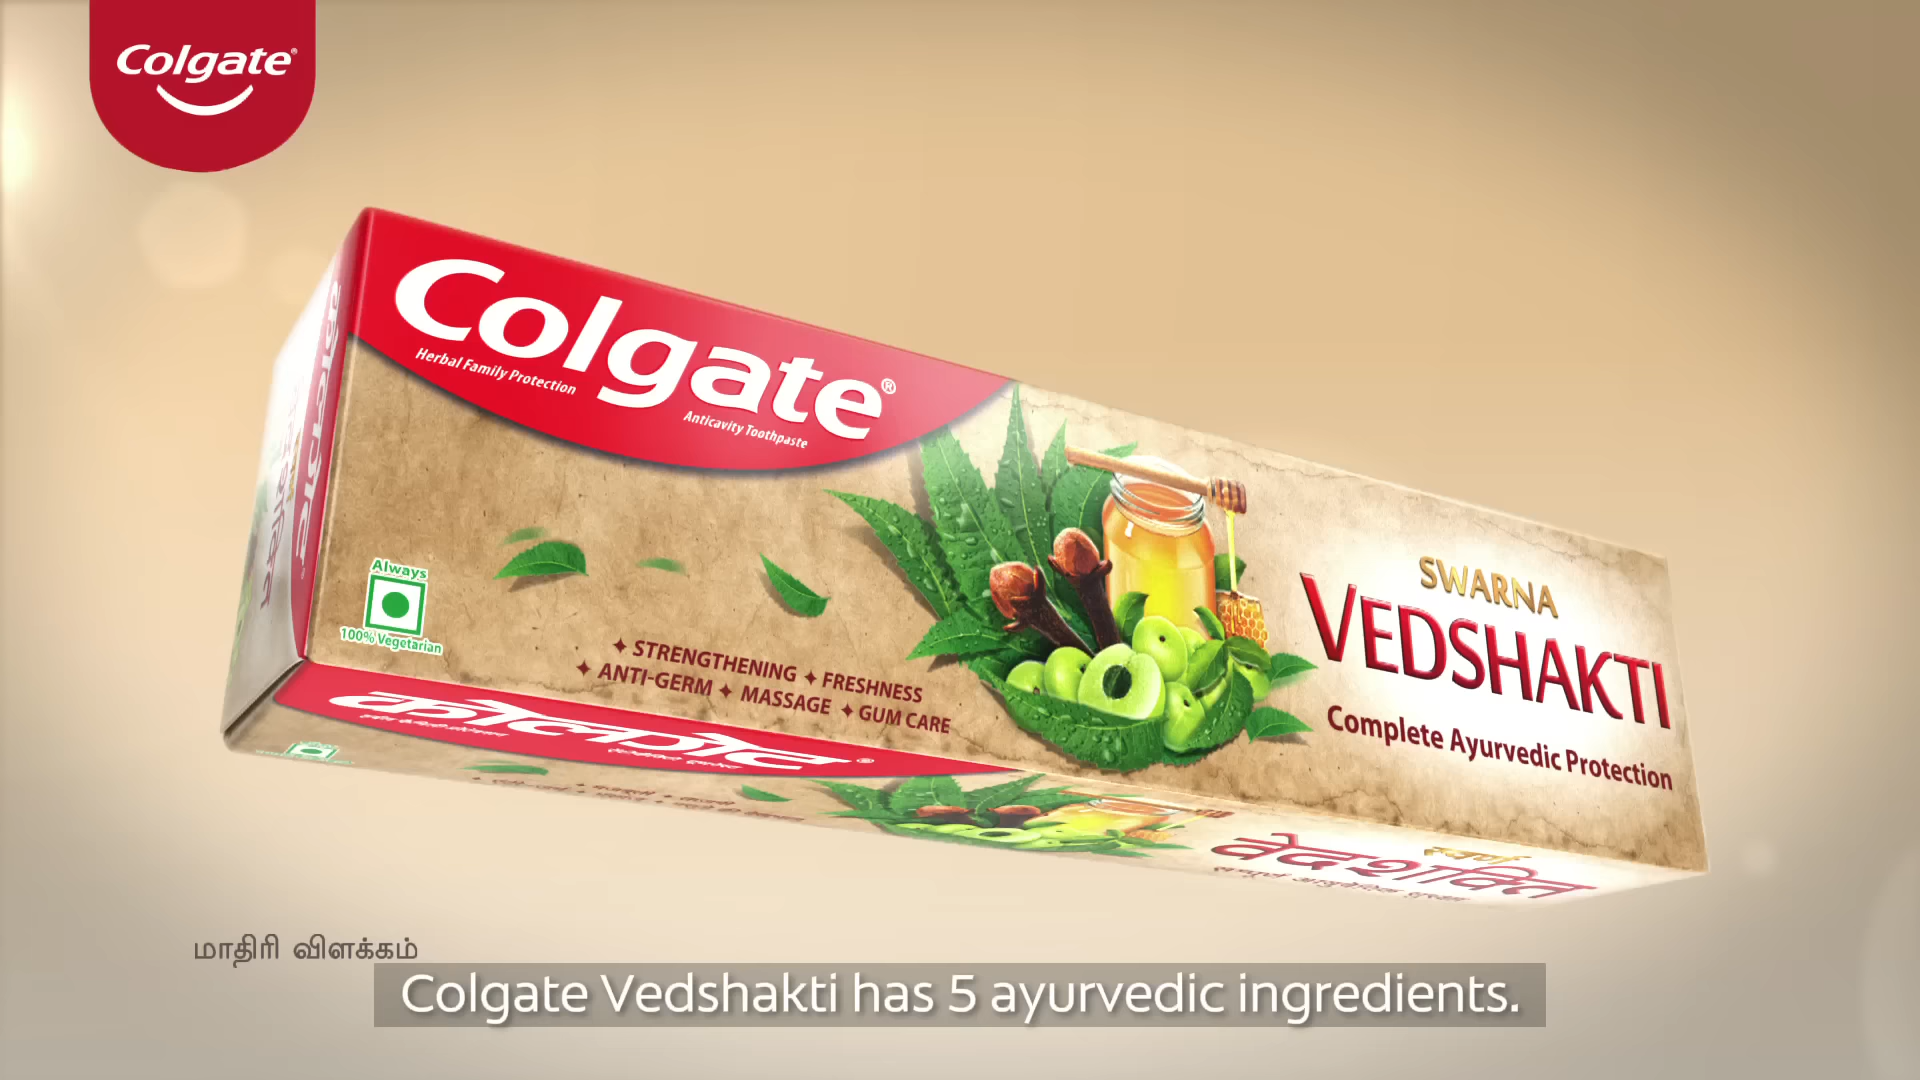 Colgate
Colgate
Herbal Family Protection
Anticavity Toothpaste
Always
100% Vegetarian
STRENGTHENING FRESHNESS
ANTI-GERM MASSAGE GUM CARE
SWARNA
VEDSHAKTI
Complete Ayurvedic Protection
कोलगेट
स्वर्ण
वेदशक्ति
மாதிரி விளக்கம்
Colgate Vedshakti has 5 ayurvedic ingredients.